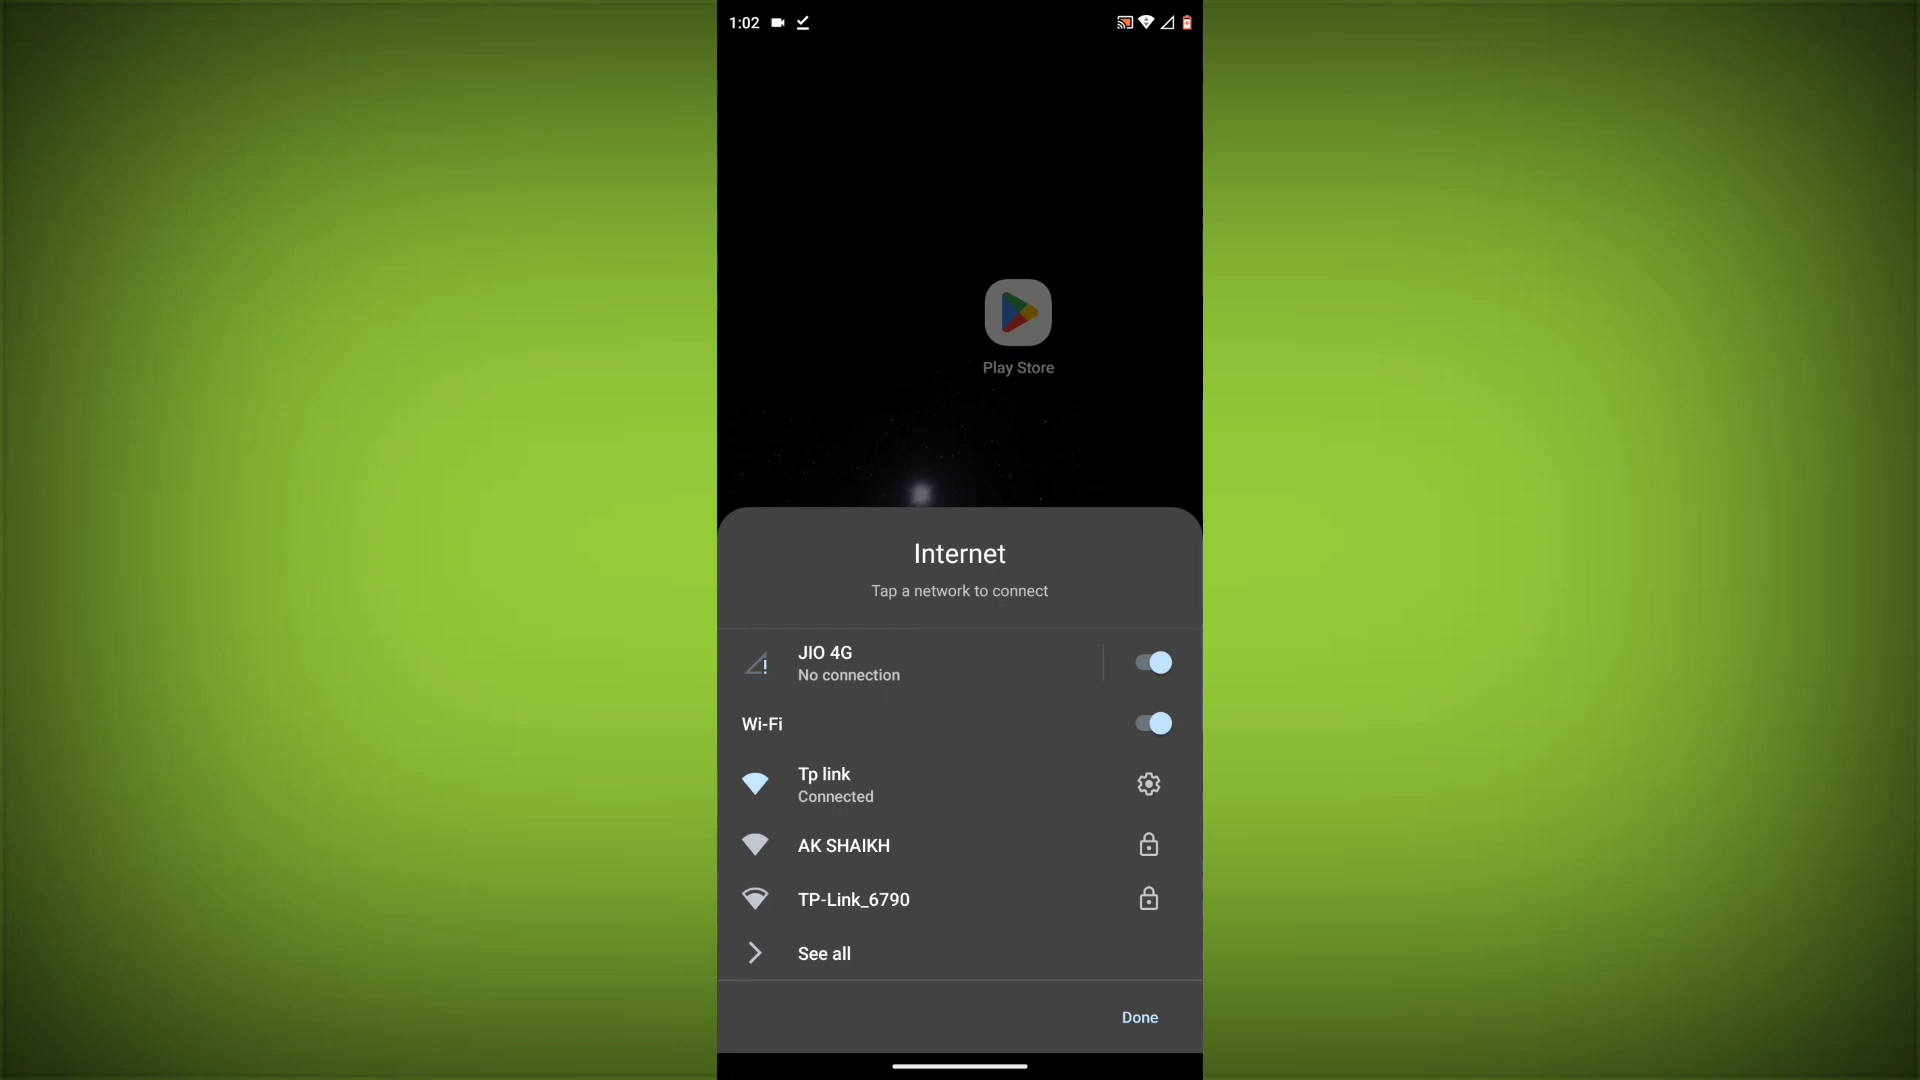 1:02
Play Store
Internet
Tap a network to connect
JIO 4G
No connection
Wi-Fi
Tp link
Connected
AK SHAIKH
TP-Link_6790
See all
Done